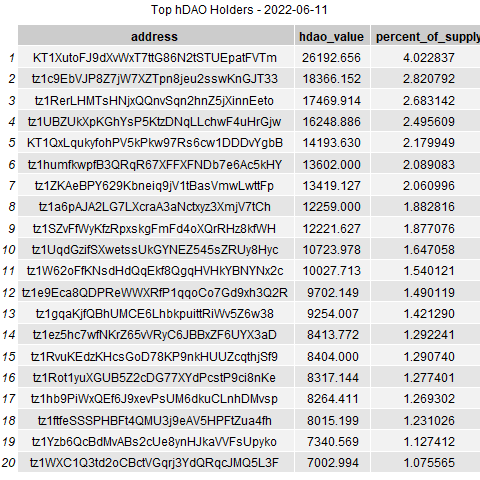 Top hDAO Holders - 2022-06-11
address hdao_value percent_of_supply
1 KT1XutoFJ9dXvWxT7ttG86N2tSTUEpatFVTm 26192.656 4.022837
2 tz1c9EbVJP8Z7jW7XZTpn8jeu2sswKnGJT33 18366.152 2.820792
3 tz1RerLHMTsHNjxQQnvSqn2hnZ5jXinnEeto 17469.914 2.683142
4 tz1UBZUkXpKGhYsP5KtzDNqLLchwF4uHrGjw 16248.886 2.495609
5 KT1QxLqukyfohPV5kPkw97Rs6cw1DDDvYgbB 14193.630 2.179949
6 tz1humfkwpfB3QRqR67XFFXFNDb7e6Ac5kHY 13602.000 2.089083
7 tz1ZKAeBPY629Kbneiq9jV1tBasVmwLwttFp 13419.127 2.060996
8 tz1a6pAJA2LG7LXcraA3aNctxyz3XmjV7tCh 12259.000 1.882816
9 tz1SZvFfWyKfzRpxskgFmFd4oXQrRHz8kfWH 12221.627 1.877076
10 tz1UqdGzifSXwetssUkGYNEZ545sZRUy8Hyc 10723.978 1.647058
11 tz1W62oFfKNsdHdQqEkf8QgqHVHkYBNYNx2c 10027.713 1.540121
12 tz1e9Eca8QDPReWWXRfP1qqoCo7Gd9xh3Q2R 9702.149 1.490119
13 tz1gqaKjfQBhUMCE6LhbkpuittRiWv5Z6w38 9254.007 1.421290
14 tz1ez5hc7wfNKrZ65vVRyC6JBBxZF6UYX3aD 8413.772 1.292241
15 tz1RvuKEdzKHcsGoD78KP9nkHUUZcqthjSf9 8404.000 1.290740
16 tz1Rot1yuXGUB5Z2cDG77XYdPcstP9ci8nKe 8317.144 1.277401
17 tz1hb9PiWxQEf6J9xevPsUM6dkuCLnhDMvsp 8264.411 1.269302
18 tz1ftfeSSSPHBFt4QMU3j9eAV5HPFtZua4fh 8015.199 1.231026
19 tz1Yzb6QcBdMvABs2cUe8ynHJkaVVFsUpyko 7340.569 1.127412
20 tz1WXC1Q3td2oCBctVGqrj3YdQRqcJMQ5L3F 7002.994 1.075565